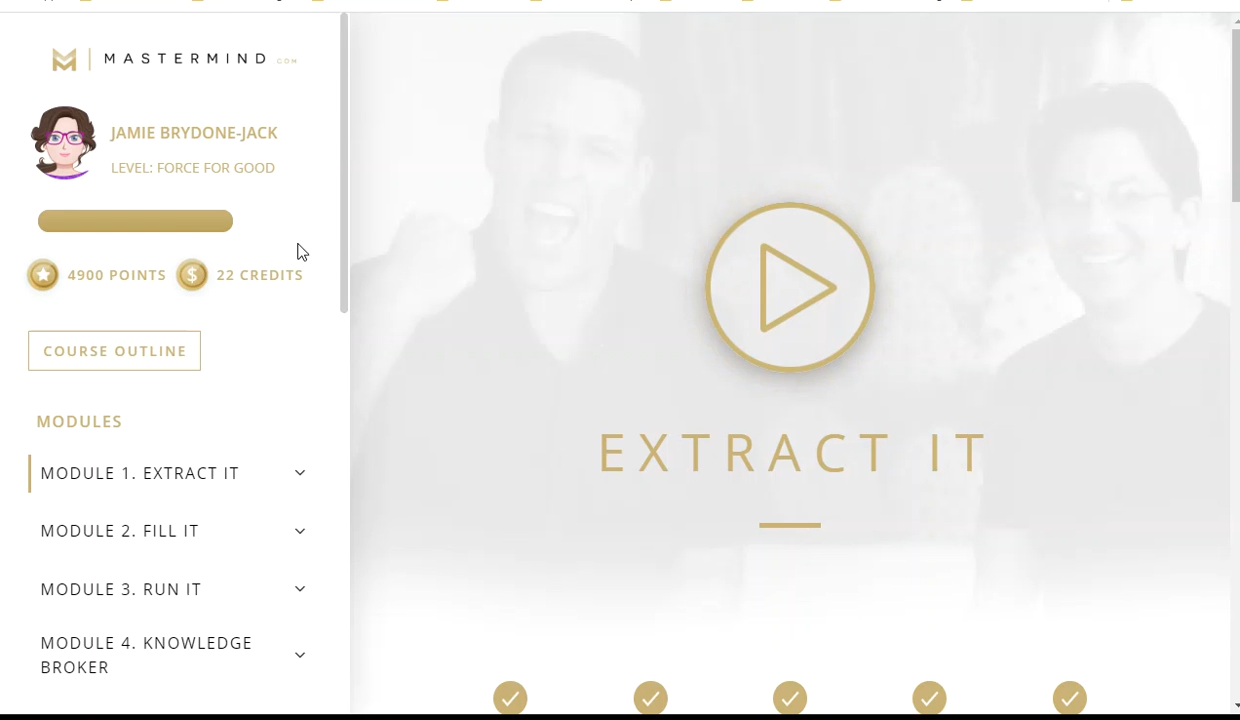 MASTERMIND .COM
JAMIE BRYDONE-JACK
LEVEL: FORCE FOR GOOD
4900 POINTS $ 22 CREDITS
COURSE OUTLINE
MODULES
MODULE 1. EXTRACT IT
MODULE 2. FILL IT
MODULE 3. RUN IT
MODULE 4. KNOWLEDGE
BROKER
EXTRACT IT